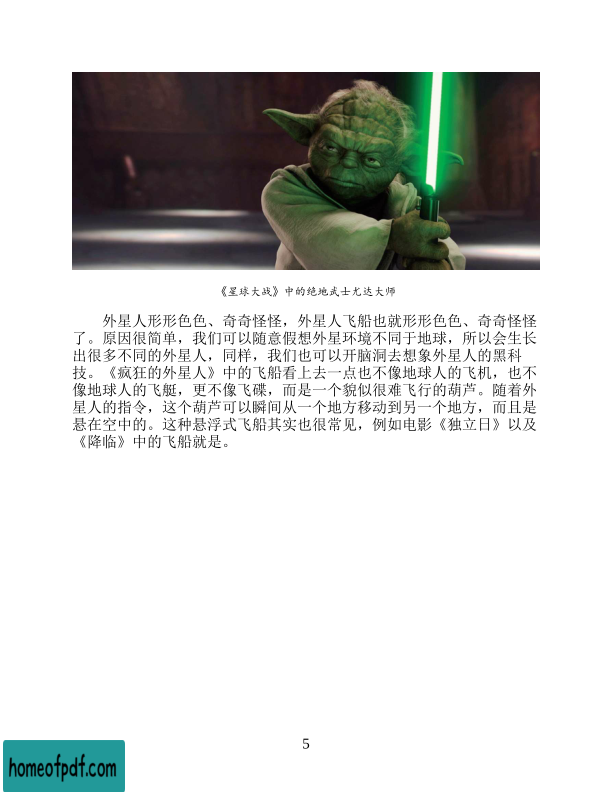 《星球大战》中的绝地武士尤达大师
外星人形形色色、奇奇怪怪，外星人飞船也就形形色色、奇奇怪怪
了。原因很简单，我们可以随意假想外星环境不同于地球，所以会生长
出很多不同的外星人，同样，我们也可以开脑洞去想象外星人的黑科
技。《疯狂的外星人》中的飞船看上去一点也不像地球人的飞机，也不
像地球人的飞艇，更不像飞碟，而是一个貌似很难飞行的葫芦。随着外
星人的指令，这个葫芦可以瞬间从一个地方移动到另一个地方，而且是
悬在空中的。这种悬浮式飞船其实也很常见，例如电影《独立日》以及
《降临》中的飞船就是。
5
homeofpdf.com